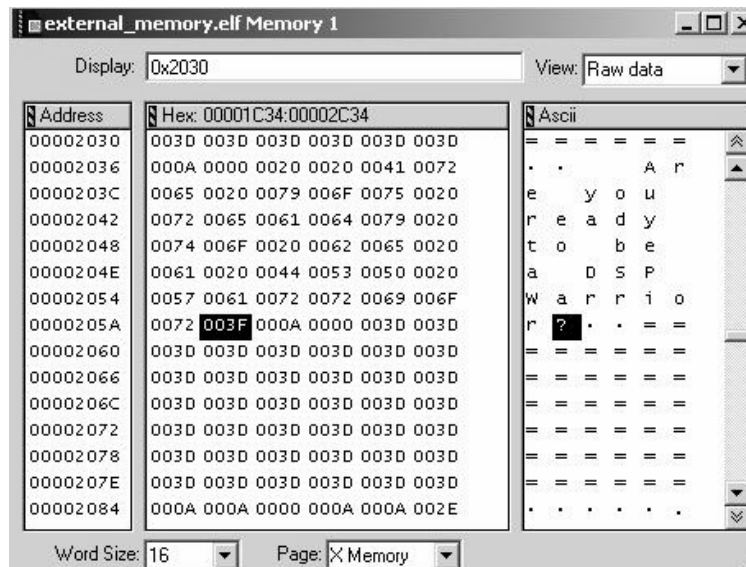 external_memory.elf Memory 1
Display: 0x2030 View: Raw data
Address Hex: 00001C34:00002C34 Ascii
00002030 003D 003D 003D 003D 003D 003D = = = = = =
00002036 000A 0000 0020 0020 0041 0072 . . A r
0000203C 0065 0020 0079 006F 0075 0020 e y o u
00002042 0072 0065 0061 0064 0079 0020 r e a d y
00002048 0074 006F 0020 0062 0065 0020 t o b e
0000204E 0061 0020 0044 0053 0050 0020 a D S P
00002054 0057 0061 0072 0072 0069 006F W a r r i o
0000205A 0072 003F 000A 0000 003D 003D r ? . . = =
00002060 003D 003D 003D 003D 003D 003D = = = = = =
00002066 003D 003D 003D 003D 003D 003D = = = = = =
0000206C 003D 003D 003D 003D 003D 003D = = = = = =
00002072 003D 003D 003D 003D 003D 003D = = = = = =
00002078 003D 003D 003D 003D 003D 003D = = = = = =
0000207E 003D 003D 003D 003D 003D 003D = = = = = =
00002084 000A 000A 0000 000A 000A 002E . . . . . .
Word Size: 16 Page: X Memory